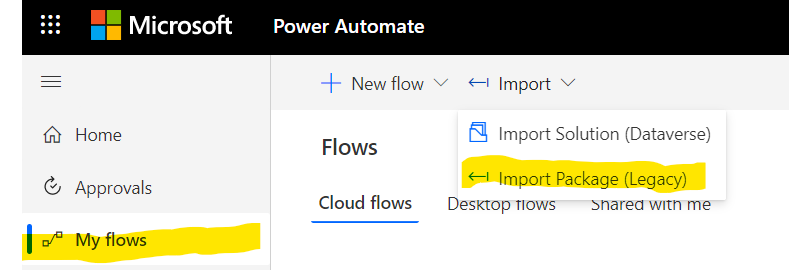 Microsoft Power Automate
New flow Import
Home
Import Solution (Dataverse)
Flows
Approvals
Import Package (Legacy)
Cloud flows Desktop flows Shared with me
My flows